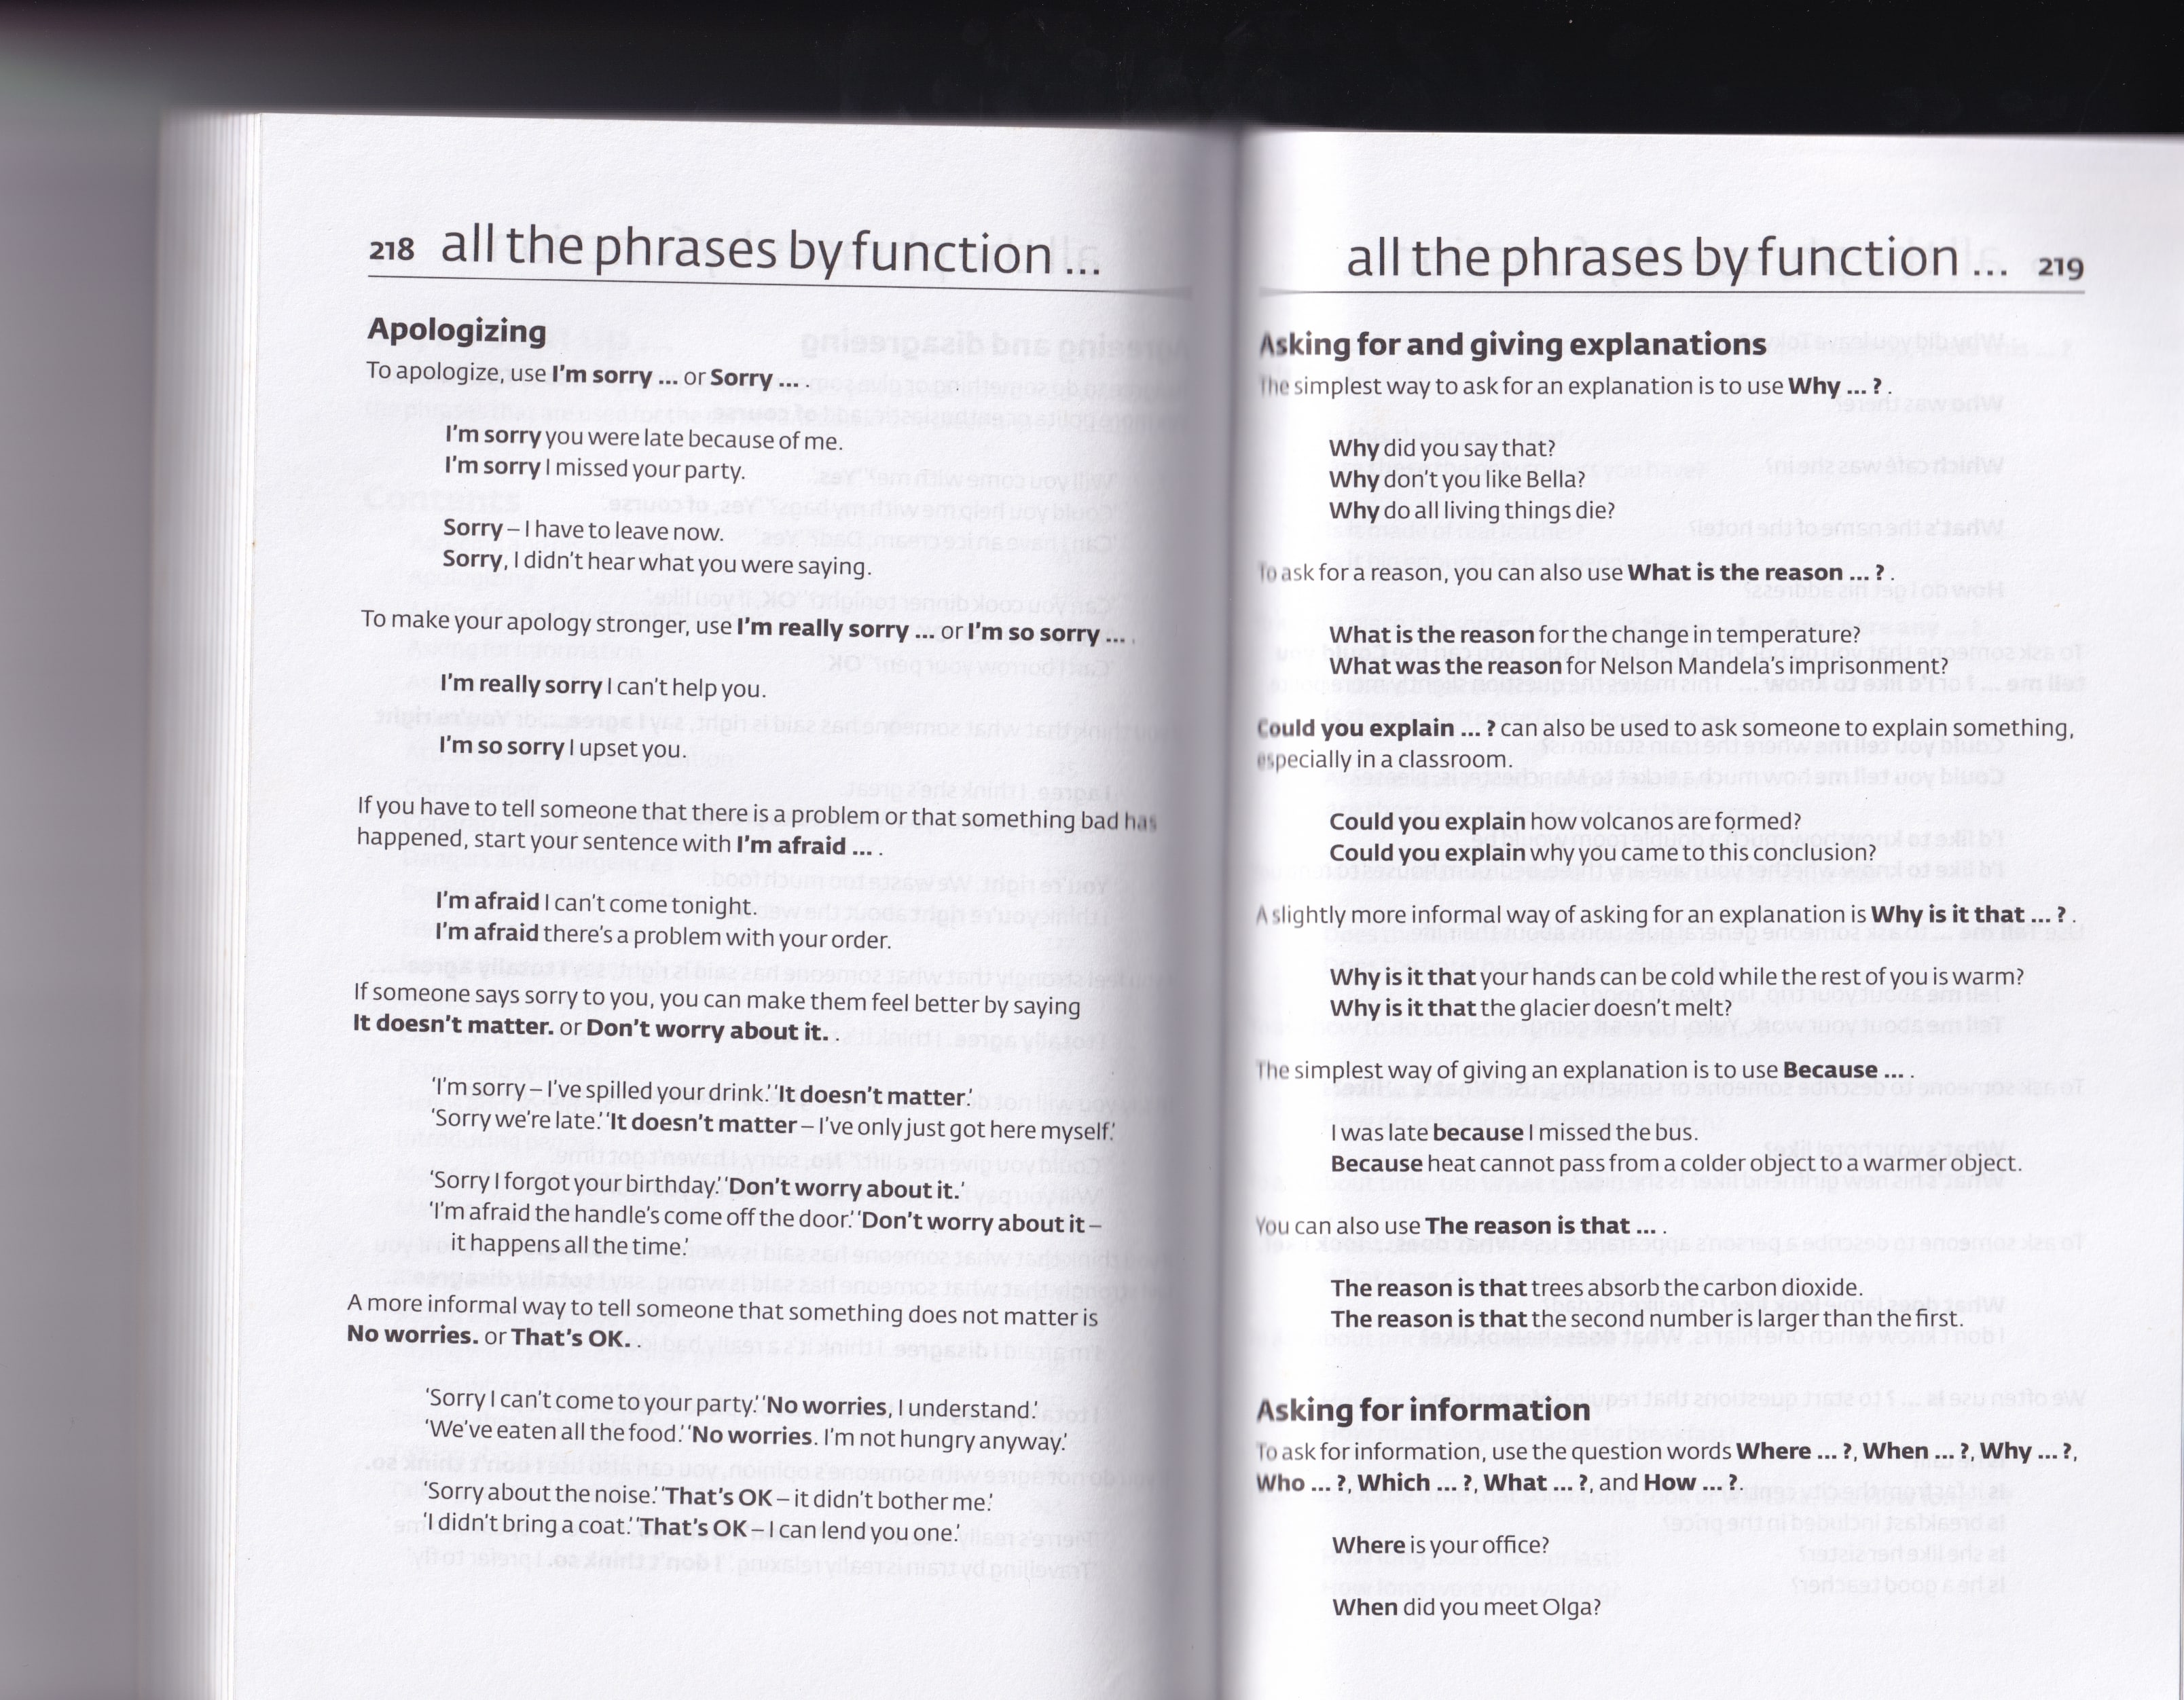 218 all the phrases by function ...
Apologizing
To apologize, use I'm sorry ... or Sorry ... .
I'm sorry you were late because of me.
I'm sorry I missed your party.
Sorry – I have to leave now.
Sorry, I didn't hear what you were saying.
To make your apology stronger, use I'm really sorry ... or I'm so sorry ... .
I'm really sorry I can't help you.
I'm so sorry I upset you.
If you have to tell someone that there is a problem or that something bad has
happened, start your sentence with I'm afraid ... .
I'm afraid I can't come tonight.
I'm afraid there's a problem with your order.
If someone says sorry to you, you can make them feel better by saying
It doesn't matter. or Don't worry about it. .
'I'm sorry – I've spilled your drink.' 'It doesn't matter.'
'Sorry we're late.' 'It doesn't matter – I've only just got here myself.'
'Sorry I forgot your birthday.' 'Don't worry about it.'
'I'm afraid the handle's come off the door.' 'Don't worry about it –
it happens all the time.'
A more informal way to tell someone that something does not matter is
No worries. or That's OK. .
'Sorry I can't come to your party.' 'No worries, I understand.'
'We've eaten all the food.' 'No worries. I'm not hungry anyway.'
'Sorry about the noise.' 'That's OK – it didn't bother me.'
'I didn't bring a coat.' 'That's OK – I can lend you one.'
all the phrases by function ... 219
Asking for and giving explanations
The simplest way to ask for an explanation is to use Why ... ? .
Why did you say that?
Why don't you like Bella?
Why do all living things die?
To ask for a reason, you can also use What is the reason ... ? .
What is the reason for the change in temperature?
What was the reason for Nelson Mandela's imprisonment?
Could you explain ... ? can also be used to ask someone to explain something,
especially in a classroom.
Could you explain how volcanos are formed?
Could you explain why you came to this conclusion?
A slightly more informal way of asking for an explanation is Why is it that ... ? .
Why is it that your hands can be cold while the rest of you is warm?
Why is it that the glacier doesn't melt?
The simplest way of giving an explanation is to use Because ... .
I was late because I missed the bus.
Because heat cannot pass from a colder object to a warmer object.
You can also use The reason is that ... .
The reason is that trees absorb the carbon dioxide.
The reason is that the second number is larger than the first.
Asking for information
To ask for information, use the question words Where ... ?, When ... ?, Why ... ?,
Who ... ?, Which ... ?, What ... ?, and How ... ?
Where is your office?
When did you meet Olga?